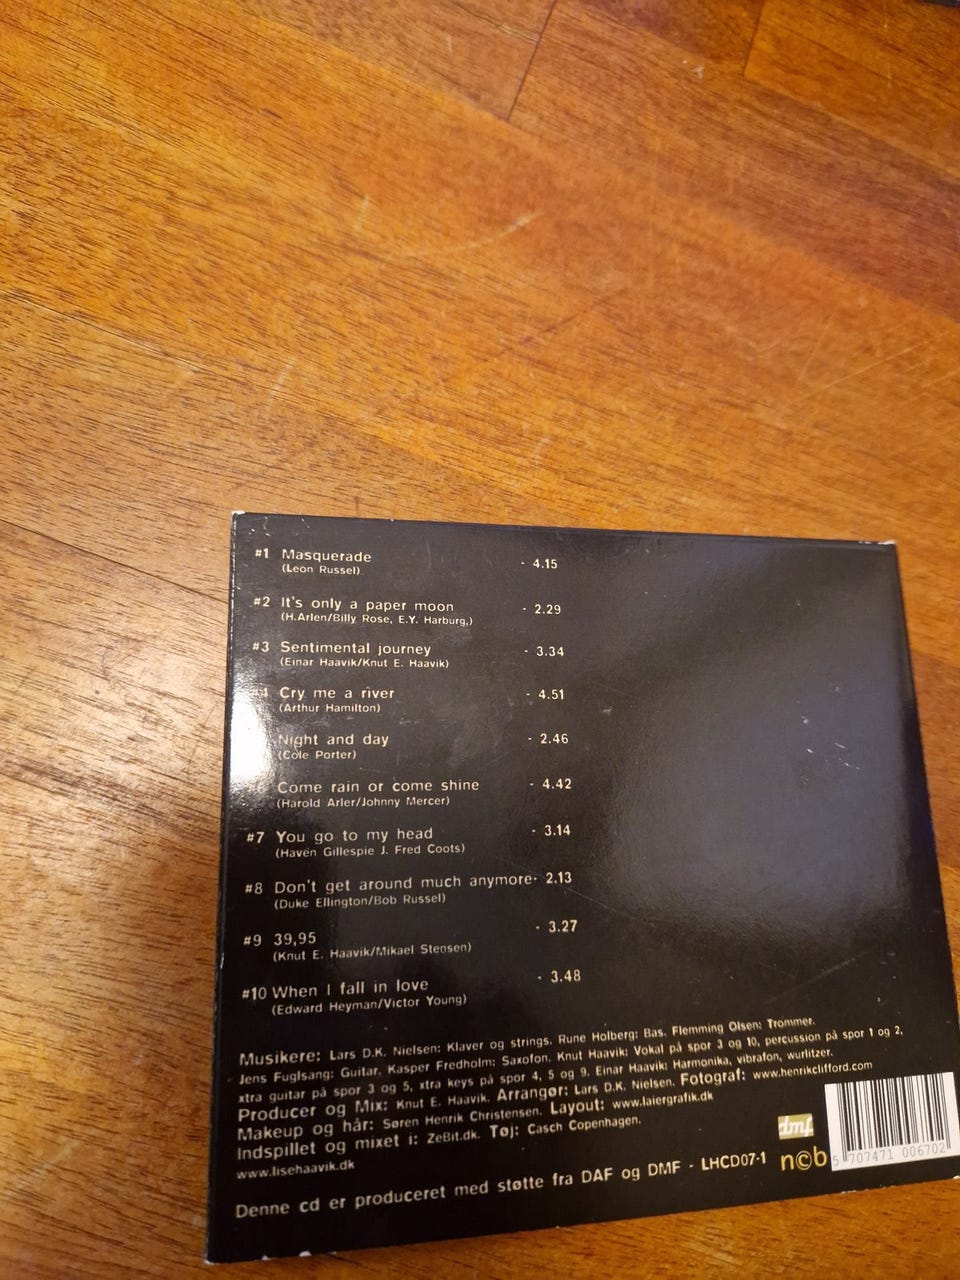 #1 Masquerade - 4.15
(Leon Russel)
#2 It's only a paper moon - 2.29
(H.Arlen/Billy Rose, E.Y. Harburg,)
#3 Sentimental journey - 3.34
(Einar Haavik/Knut E. Haavik)
#4 Cry me a river - 4.51
(Arthur Hamilton)
Night and day - 2.46
(Cole Porter)
#6 Come rain or come shine - 4.42
(Harold Arler/Johnny Mercer)
#7 You go to my head - 3.14
(Haven Gillespie J. Fred Coots)
#8 Don't get around much anymore - 2.13
(Duke Ellington/Bob Russel)
#9 39,95 - 3.27
(Knut E. Haavik/Mikael Stensen)
#10 When I fall in love - 3.48
(Edward Heyman/Victor Young)
Musikere: Lars D.K. Nielsen: Klaver og strings. Rune Holberg: Bas. Flemming Olsen: Trommer.
Jens Fuglsang: Guitar. Kasper Fredholm: Saxofon. Knut Haavik: Vokal på spor 3 og 10, percussion på spor 1 og 2,
xtra guitar på spor 3 og 5, xtra keys på spor 4, 5 og 9. Einar Haavik: Harmonika, vibrafon, wurlitzer.
Producer og Mix: Knut E. Haavik. Arrangør: Lars D.K. Nielsen. Fotograf: www.henrikclifford.com
Makeup og hår: Søren Henrik Christensen. Layout: www.laiergrafik.dk
Indspillet og mixet i: ZeBit.dk. Tøj: Casch Copenhagen.
www.lisehaavik.dk
Denne cd er produceret med støtte fra DAF og DMF - LHCD07-1
dmf
n©b
5 707471 006702